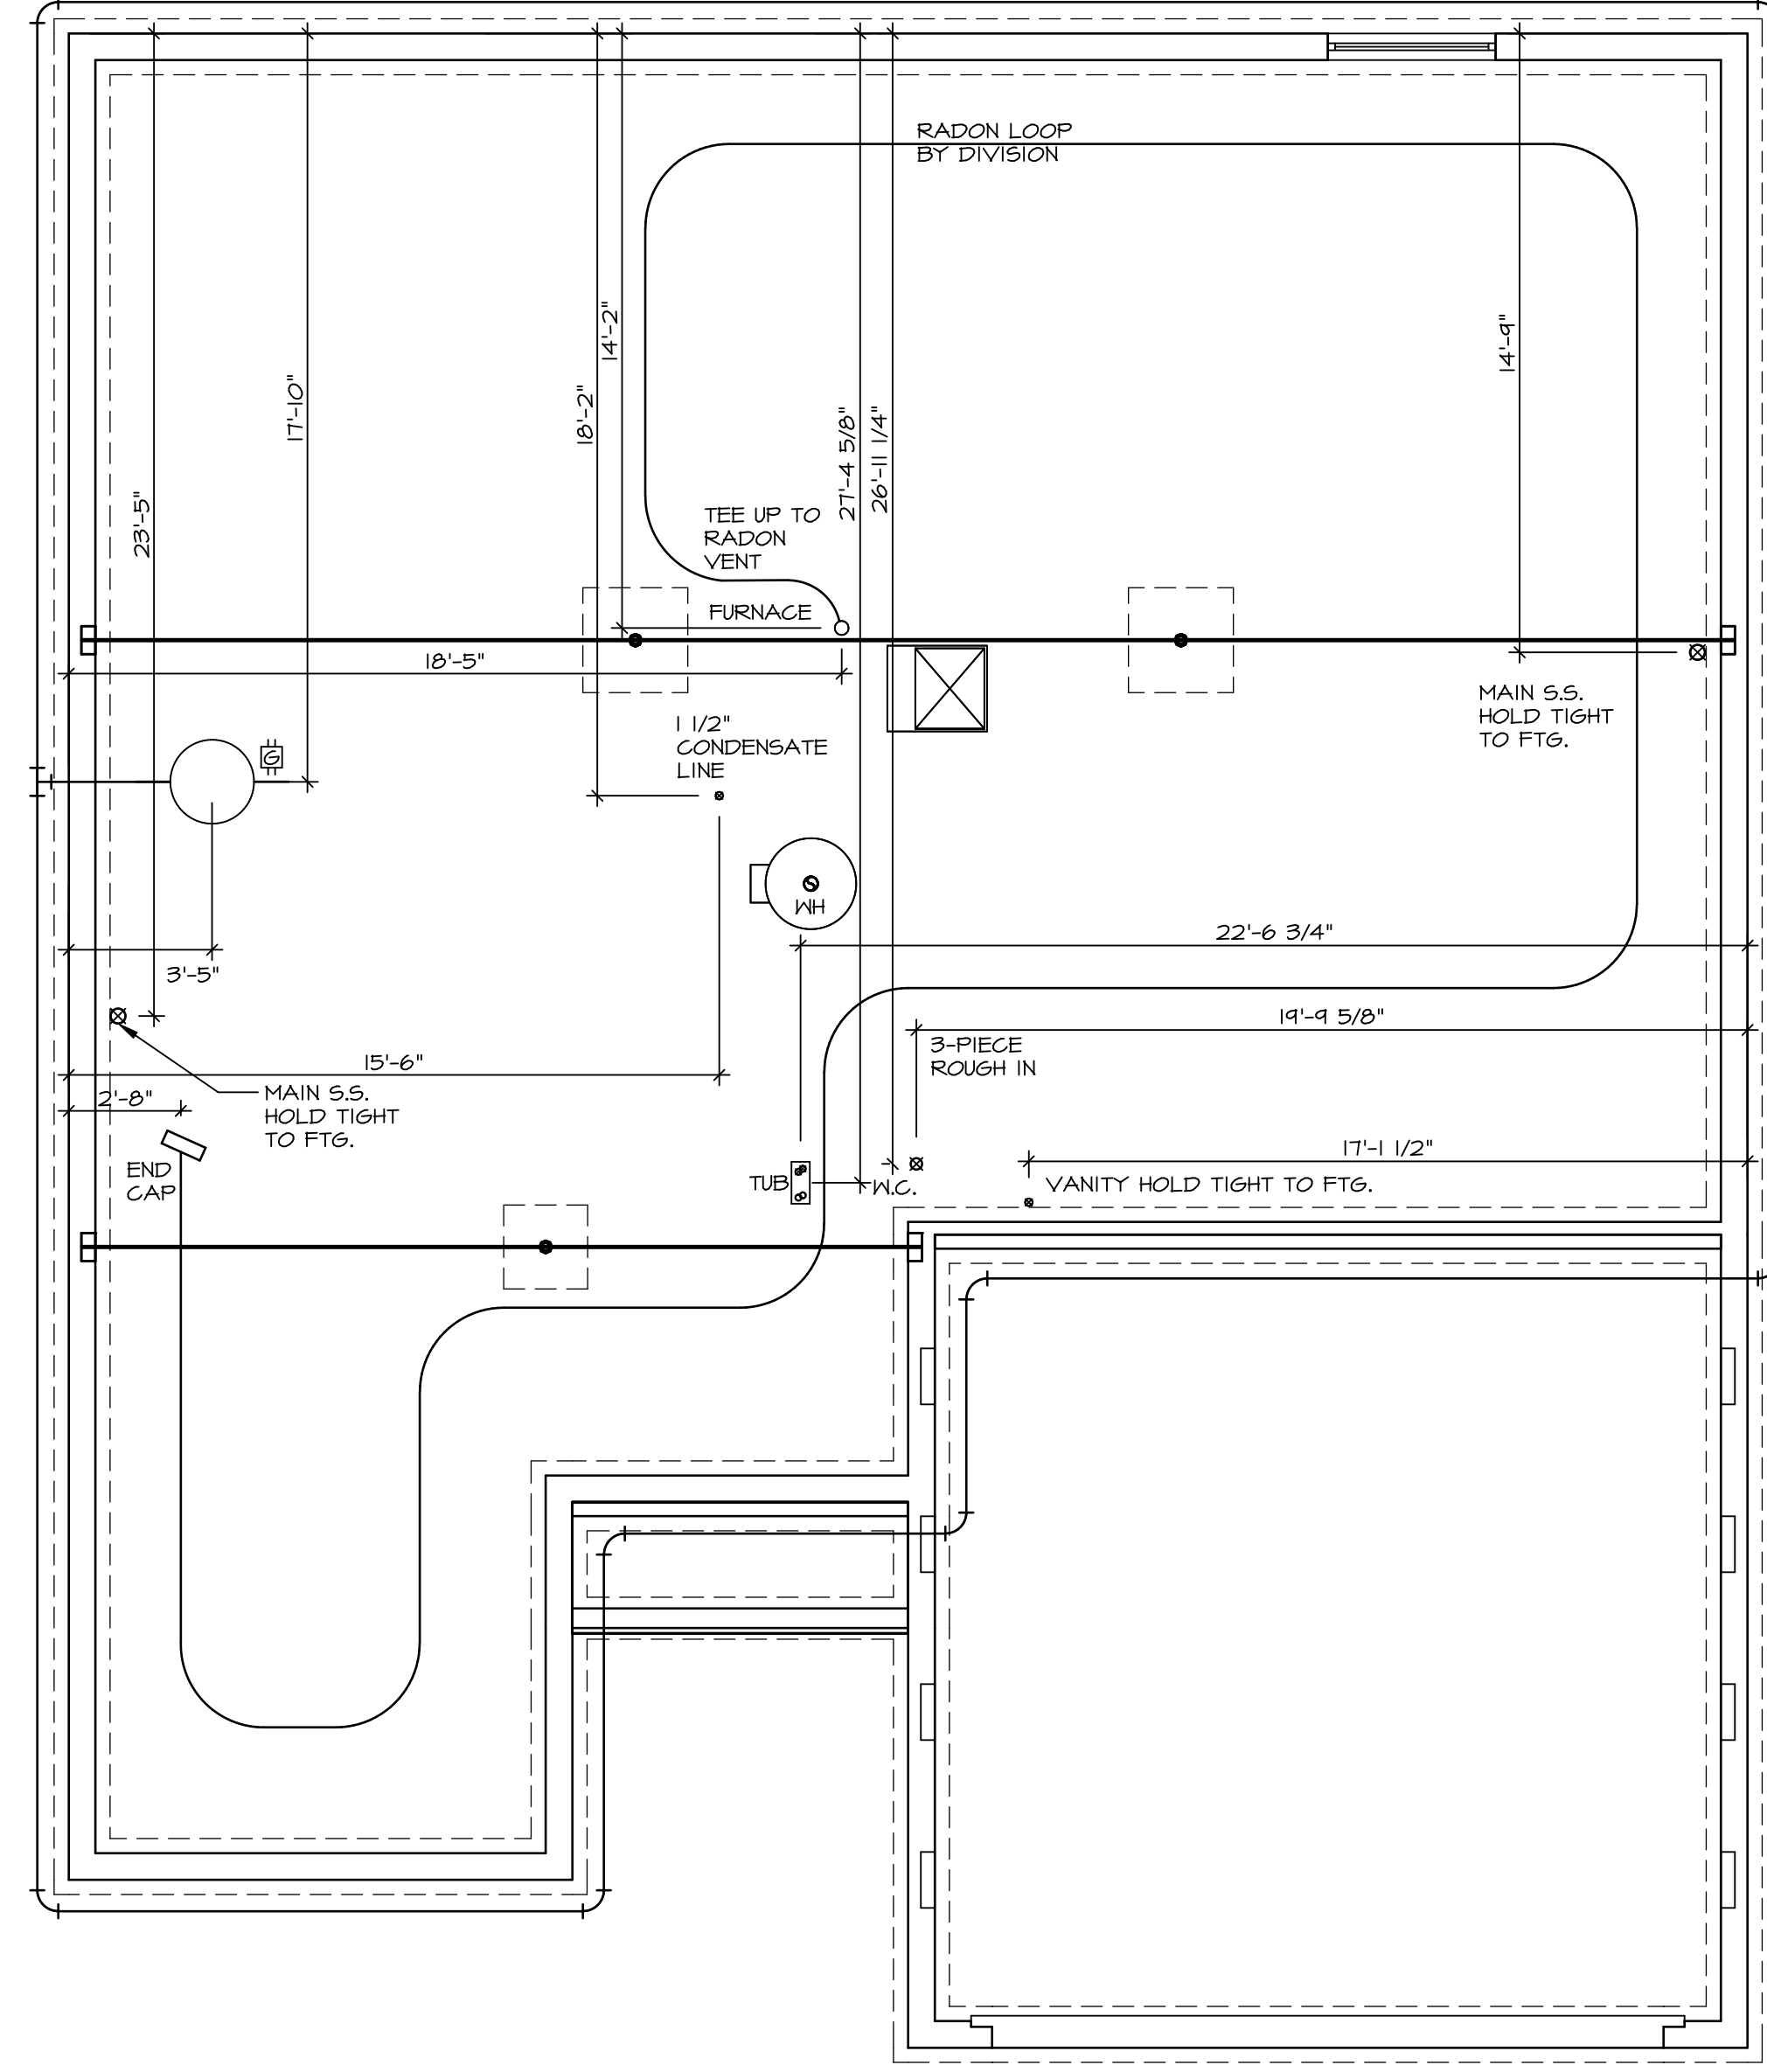 RADON LOOP
BY DIVISION
14'-2"
14'-9"
17'-10"
18'-2"
27'-4 5/8"
26'-11 1/4"
23'-5"
TEE UP TO
RADON
VENT
FURNACE
18'-5"
MAIN S.S.
HOLD TIGHT
TO FTG.
1 1/2"
CONDENSATE
LINE
G
WH
22'-6 3/4"
3'-5"
19'-9 5/8"
3-PIECE
ROUGH IN
15'-6"
2'-8"
MAIN S.S.
HOLD TIGHT
TO FTG.
17'-1 1/2"
END
CAP
TUB
W.C.
VANITY HOLD TIGHT TO FTG.